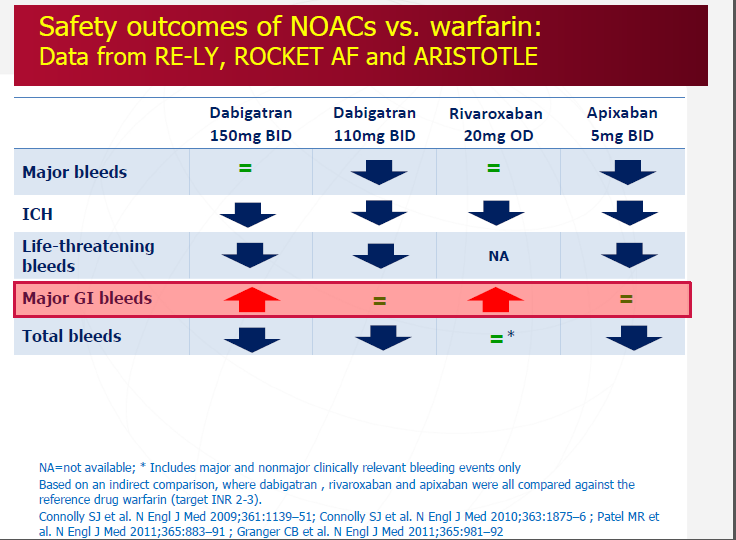 Safety outcomes of NOACs vs. warfarin:
Data from RE-LY, ROCKET AF and ARISTOTLE
Dabigatran Dabigatran Rivaroxaban Apixaban
150mg BID 110mg BID 20mg OD 5mg BID
Major bleeds = =
ICH
Life-threatening
bleeds NA
Major GI bleeds = =
Total bleeds =*
NA=not available; * Includes major and nonmajor clinically relevant bleeding events only
Based on an indirect comparison, where dabigatran , rivaroxaban and apixaban were all compared against the
reference drug warfarin (target INR 2-3).
Connolly SJ et al. N Engl J Med 2009;361:1139–51; Connolly SJ et al. N Engl J Med 2010;363:1875–6 ; Patel MR et
al. N Engl J Med 2011;365:883–91 ; Granger CB et al. N Engl J Med 2011;365:981–92